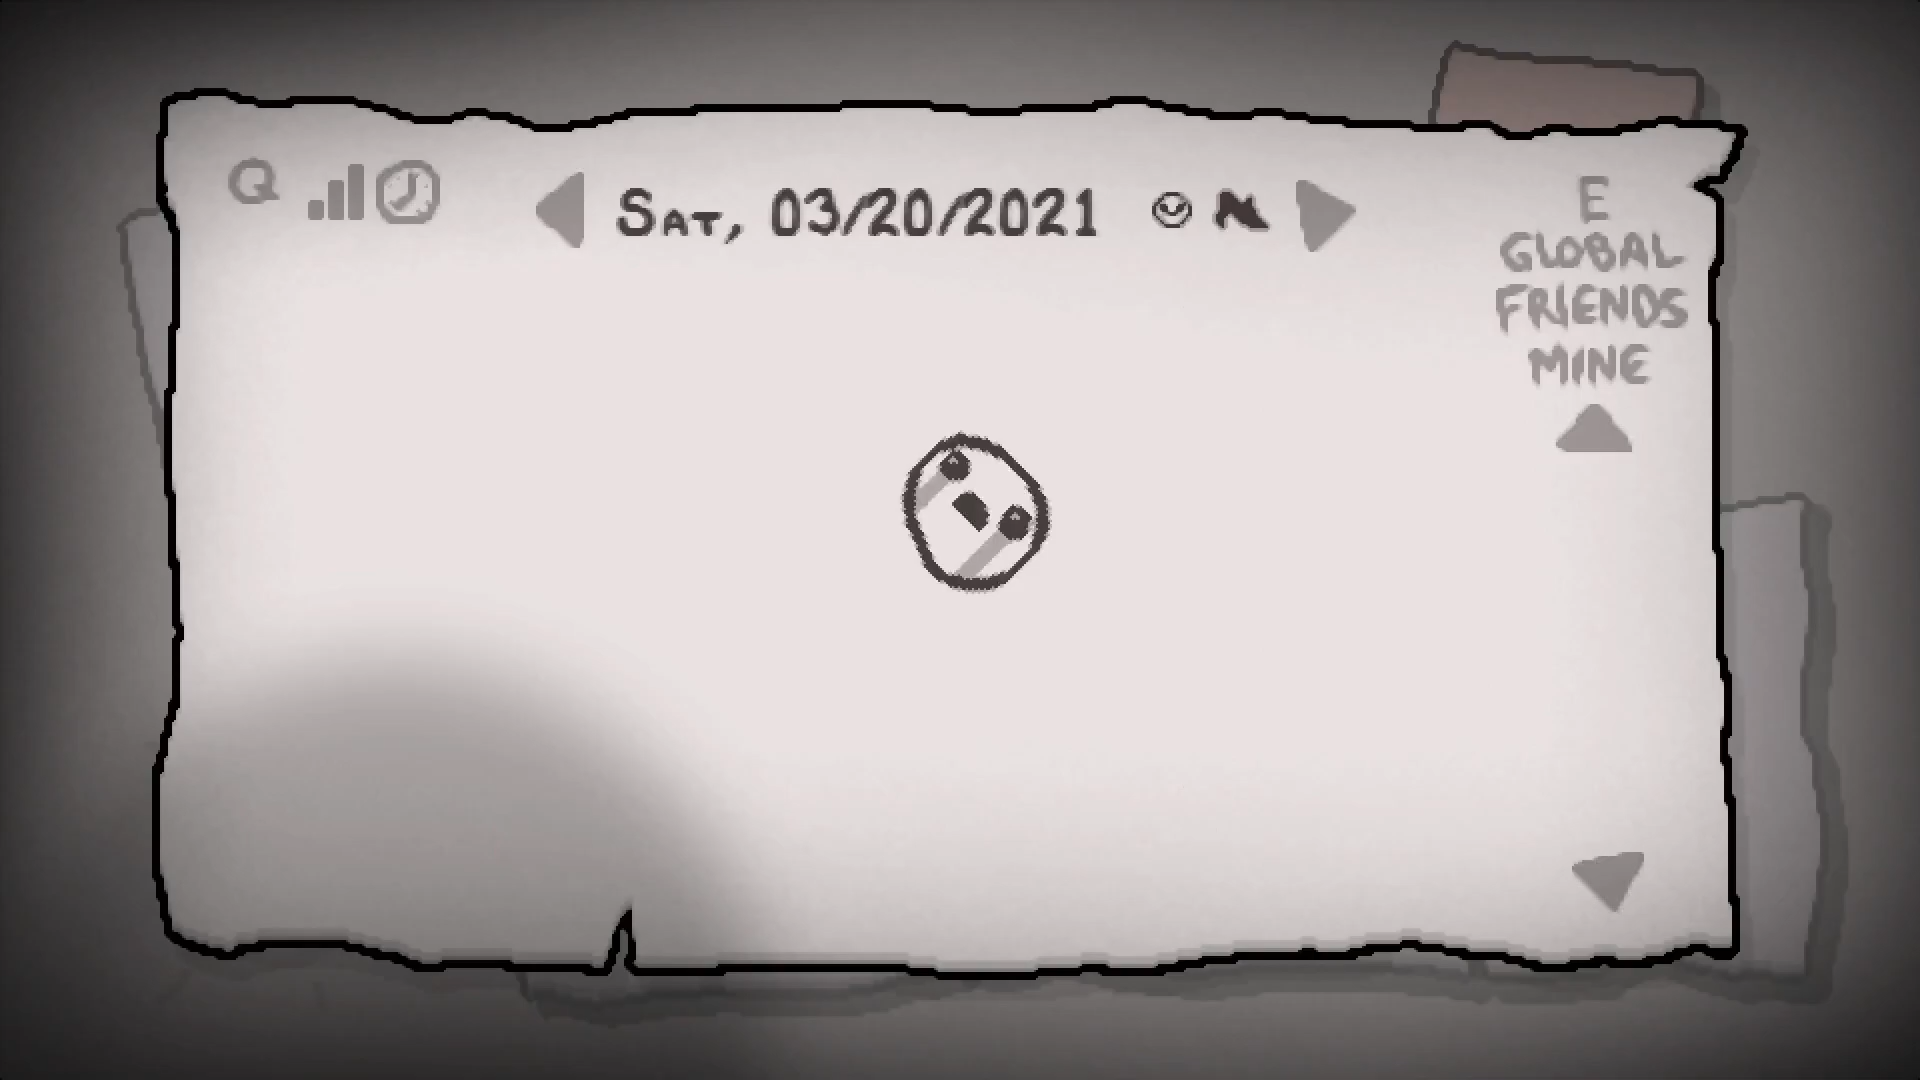 Q
Sat, 03/20/2021
E
GLOBAL
FRIENDS
MINE